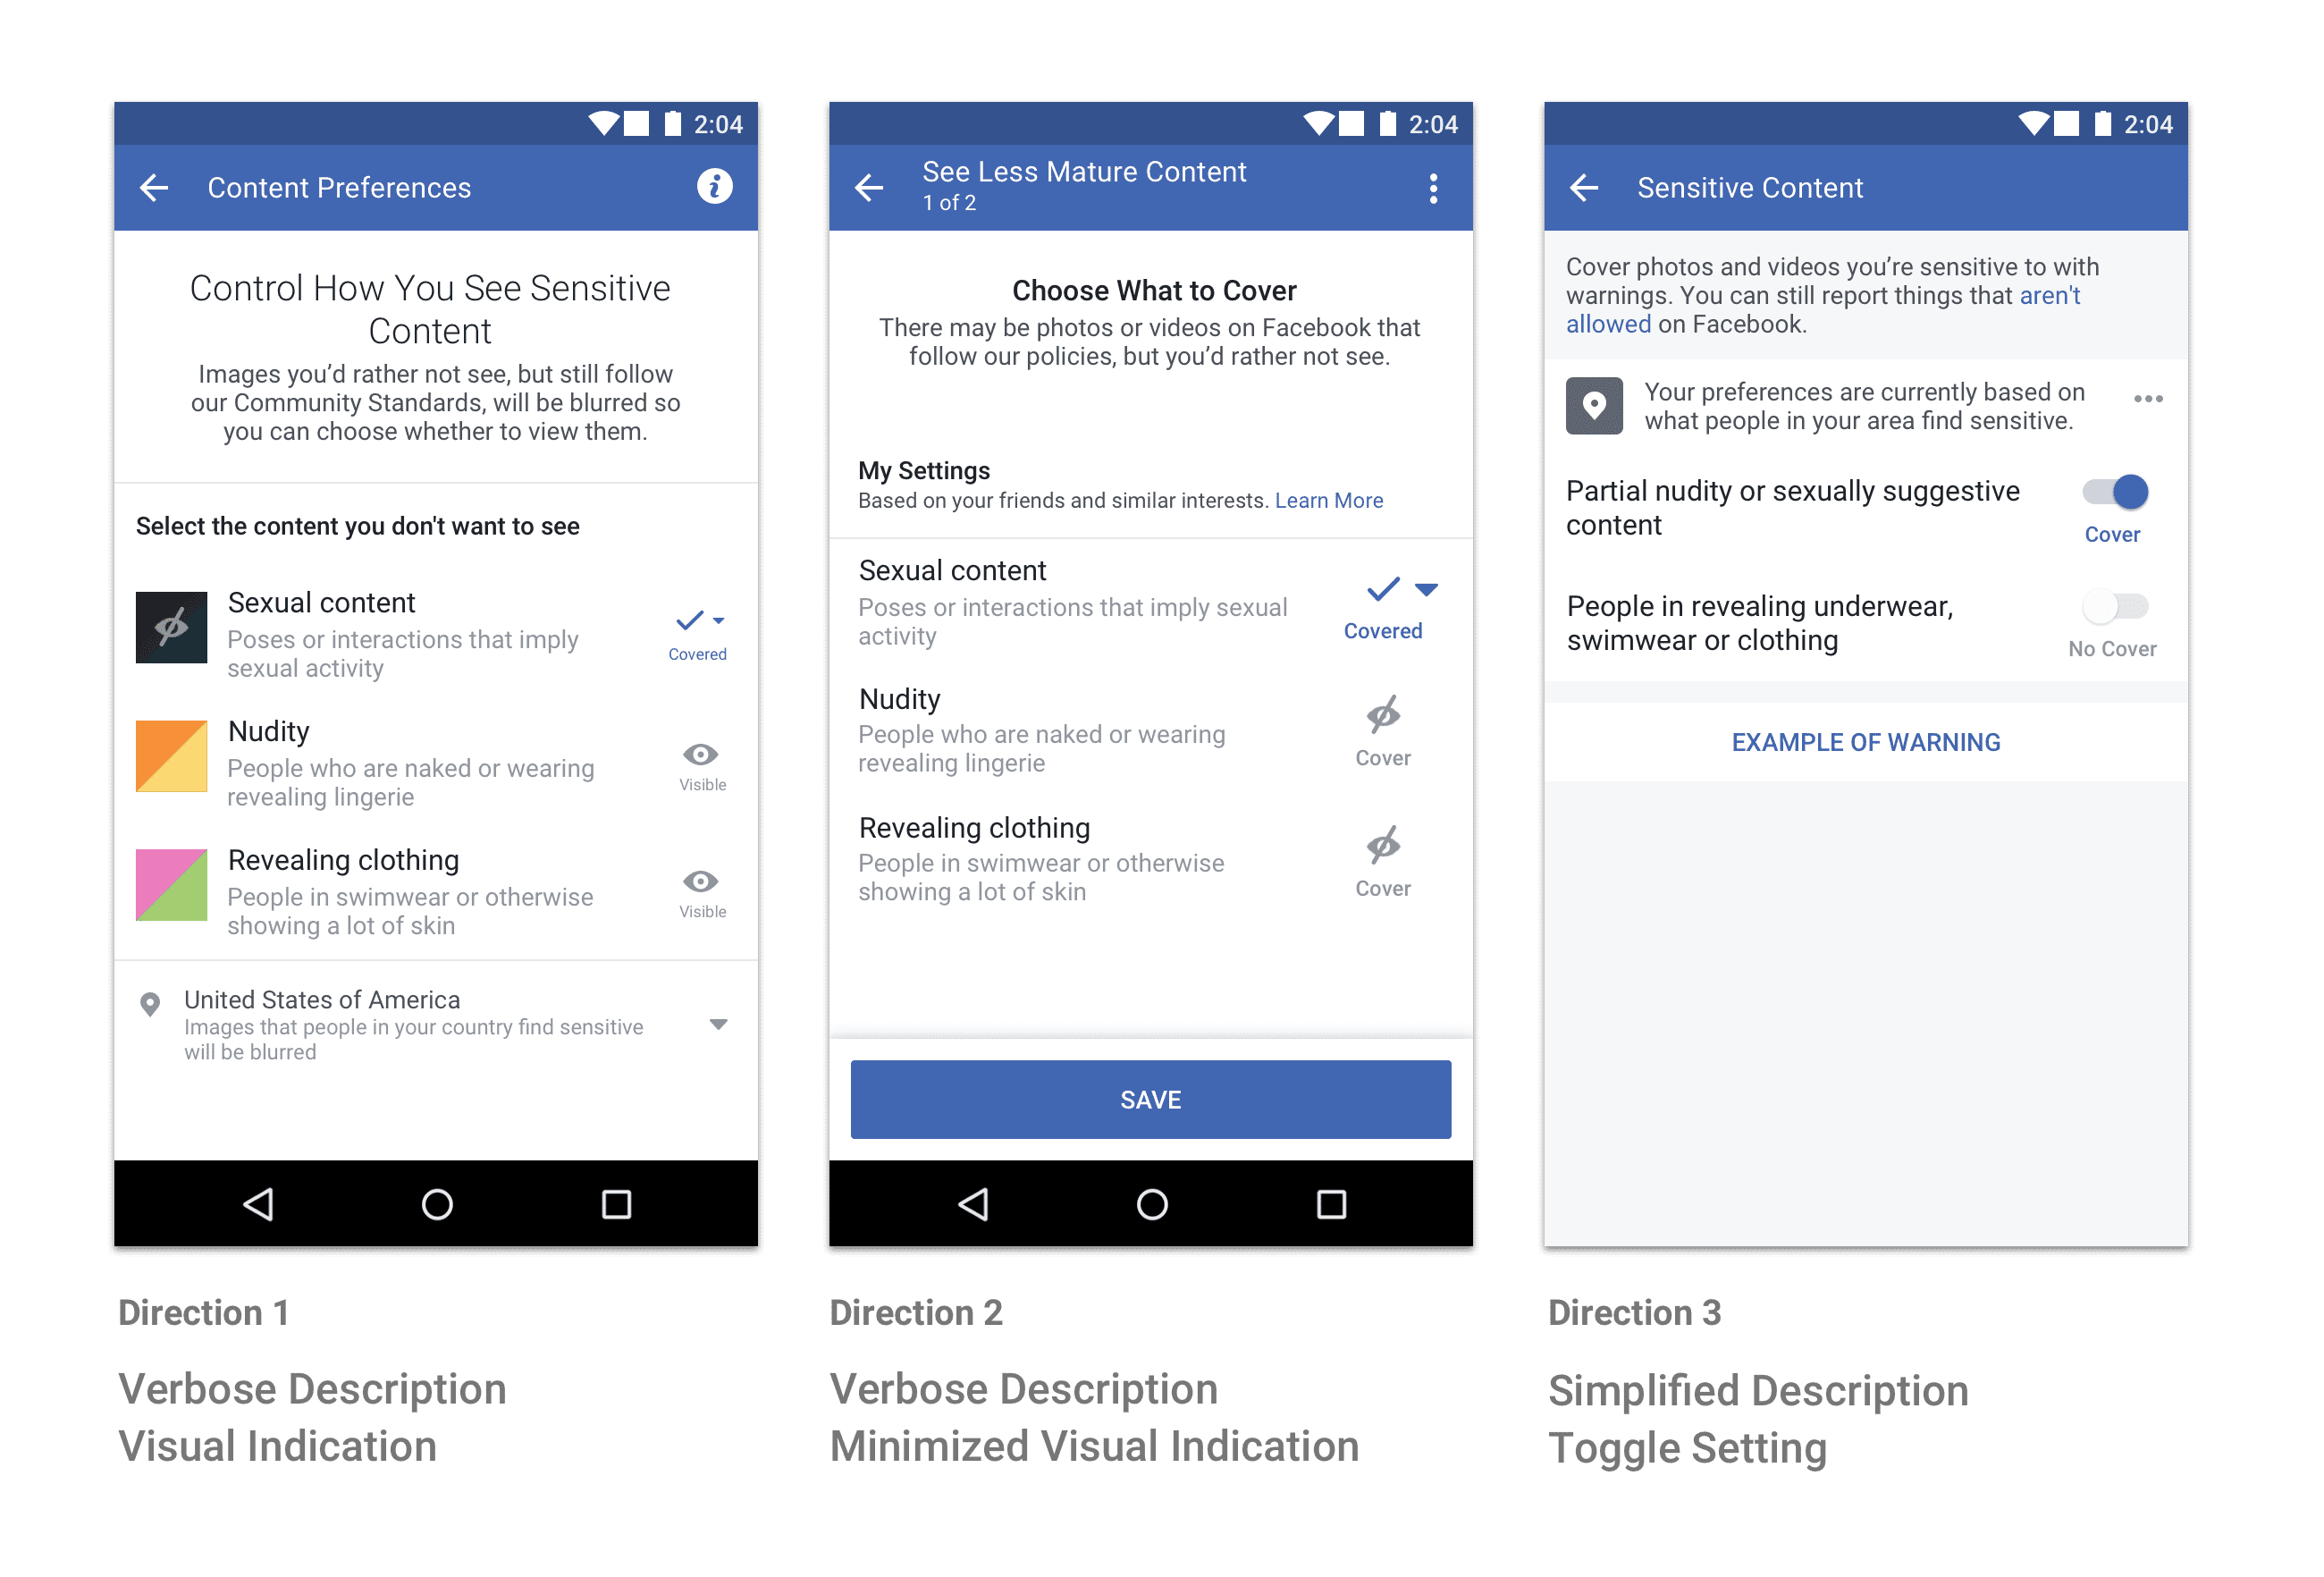 2:04
Content Preferences
Control How You See Sensitive
Content
Images you’d rather not see, but still follow
our Community Standards, will be blurred so
you can choose whether to view them.
Select the content you don't want to see
Sexual content
Poses or interactions that imply
sexual activity
Covered
Nudity
People who are naked or wearing
revealing lingerie
Visible
Revealing clothing
People in swimwear or otherwise
showing a lot of skin
Visible
United States of America
Images that people in your country find sensitive
will be blurred
Direction 1
Verbose Description
Visual Indication
2:04
See Less Mature Content
1 of 2
Choose What to Cover
There may be photos or videos on Facebook that
follow our policies, but you’d rather not see.
My Settings
Based on your friends and similar interests. Learn More
Sexual content
Poses or interactions that imply sexual
activity
Covered
Nudity
People who are naked or wearing
revealing lingerie
Cover
Revealing clothing
People in swimwear or otherwise
showing a lot of skin
Cover
SAVE
Direction 2
Verbose Description
Minimized Visual Indication
2:04
Sensitive Content
Cover photos and videos you’re sensitive to with
warnings. You can still report things that aren't
allowed on Facebook.
Your preferences are currently based on
what people in your area find sensitive.
Partial nudity or sexually suggestive
content
Cover
People in revealing underwear,
swimwear or clothing
No Cover
EXAMPLE OF WARNING
Direction 3
Simplified Description
Toggle Setting